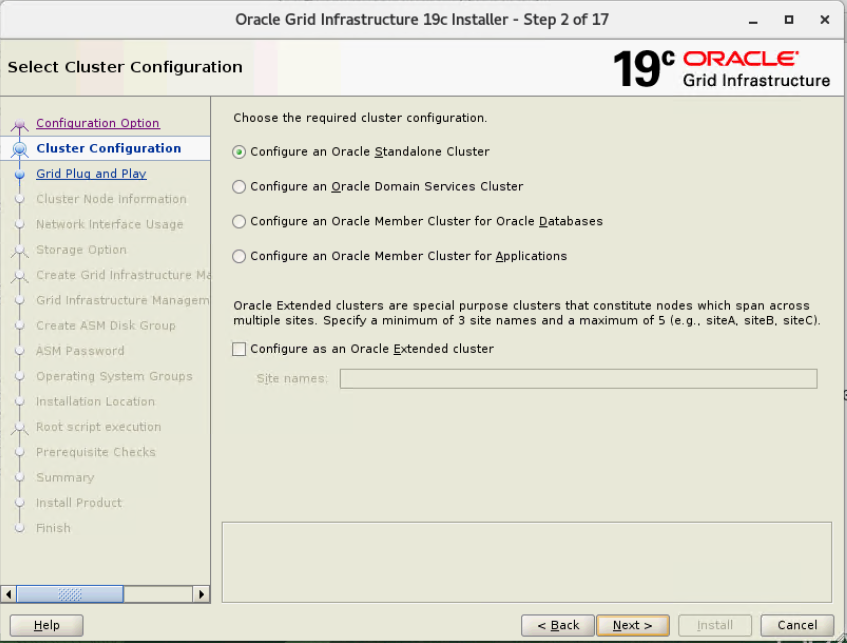 Oracle Grid Infrastructure 19c Installer - Step 2 of 17
Select Cluster Configuration
19c ORACLE
Grid Infrastructure
Configuration Option
Cluster Configuration
Grid Plug and Play
Cluster Node Information
Network Interface Usage
Storage Option
Create Grid Infrastructure Ma
Grid Infrastructure Managem
Create ASM Disk Group
ASM Password
Operating System Groups
Installation Location
Root script execution
Prerequisite Checks
Summary
Install Product
Finish
Choose the required cluster configuration.
Configure an Oracle Standalone Cluster
Configure an Oracle Domain Services Cluster
Configure an Oracle Member Cluster for Oracle Databases
Configure an Oracle Member Cluster for Applications
Oracle Extended clusters are special purpose clusters that constitute nodes which span across
multiple sites. Specify a minimum of 3 site names and a maximum of 5 (e.g., siteA, siteB, siteC).
Configure as an Oracle Extended cluster
Site names:
Help
< Back
Next >
Install
Cancel